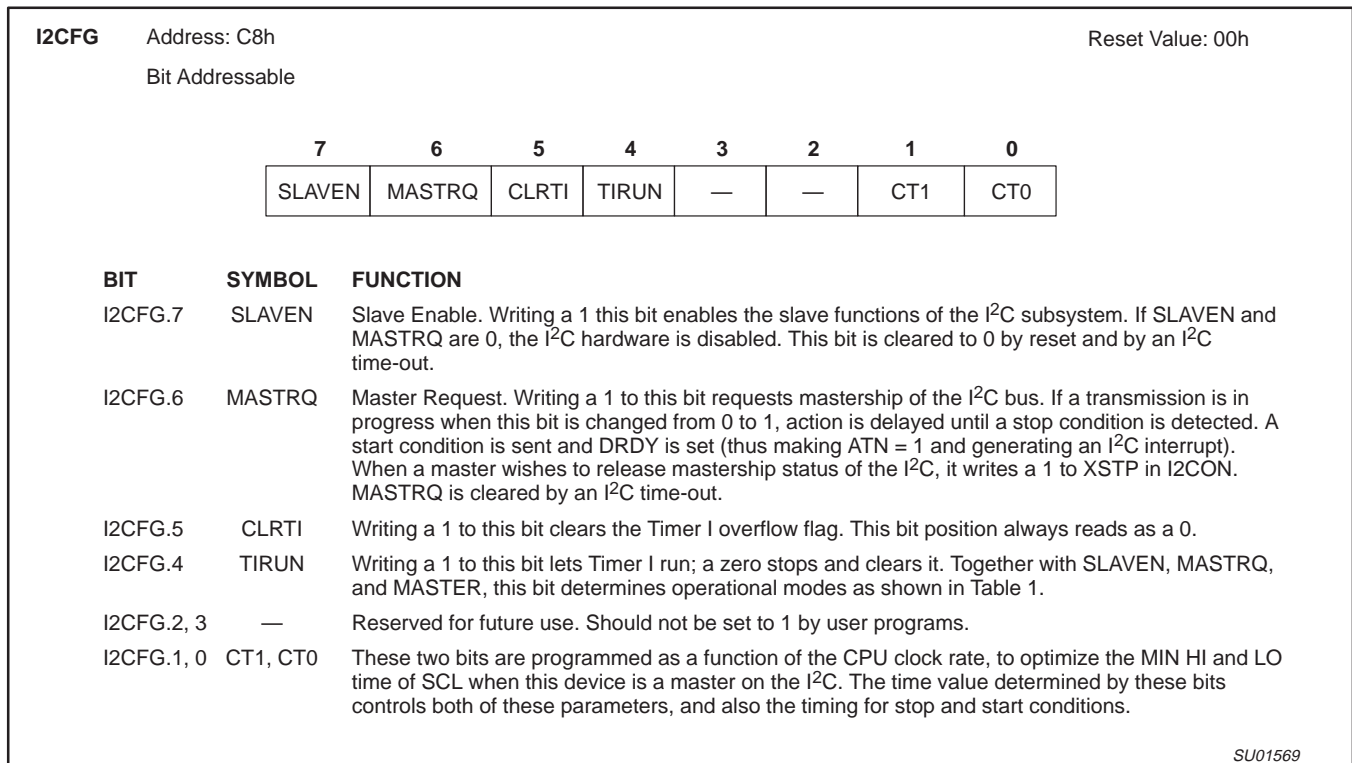 I2CFG Address: C8h Reset Value: 00h
Bit Addressable
7 6 5 4 3 2 1 0
SLAVEN MASTRQ CLRTI TIRUN — — CT1 CT0
BIT SYMBOL FUNCTION
I2CFG.7 SLAVEN Slave Enable. Writing a 1 this bit enables the slave functions of the I2C subsystem. If SLAVEN and
MASTRQ are 0, the I2C hardware is disabled. This bit is cleared to 0 by reset and by an I2C
time-out.
I2CFG.6 MASTRQ Master Request. Writing a 1 to this bit requests mastership of the I2C bus. If a transmission is in
progress when this bit is changed from 0 to 1, action is delayed until a stop condition is detected. A
start condition is sent and DRDY is set (thus making ATN = 1 and generating an I2C interrupt).
When a master wishes to release mastership status of the I2C, it writes a 1 to XSTP in I2CON.
MASTRQ is cleared by an I2C time-out.
I2CFG.5 CLRTI Writing a 1 to this bit clears the Timer I overflow flag. This bit position always reads as a 0.
I2CFG.4 TIRUN Writing a 1 to this bit lets Timer I run; a zero stops and clears it. Together with SLAVEN, MASTRQ,
and MASTER, this bit determines operational modes as shown in Table 1.
I2CFG.2, 3 — Reserved for future use. Should not be set to 1 by user programs.
I2CFG.1, 0 CT1, CT0 These two bits are programmed as a function of the CPU clock rate, to optimize the MIN HI and LO
time of SCL when this device is a master on the I2C. The time value determined by these bits
controls both of these parameters, and also the timing for stop and start conditions.
SU01569